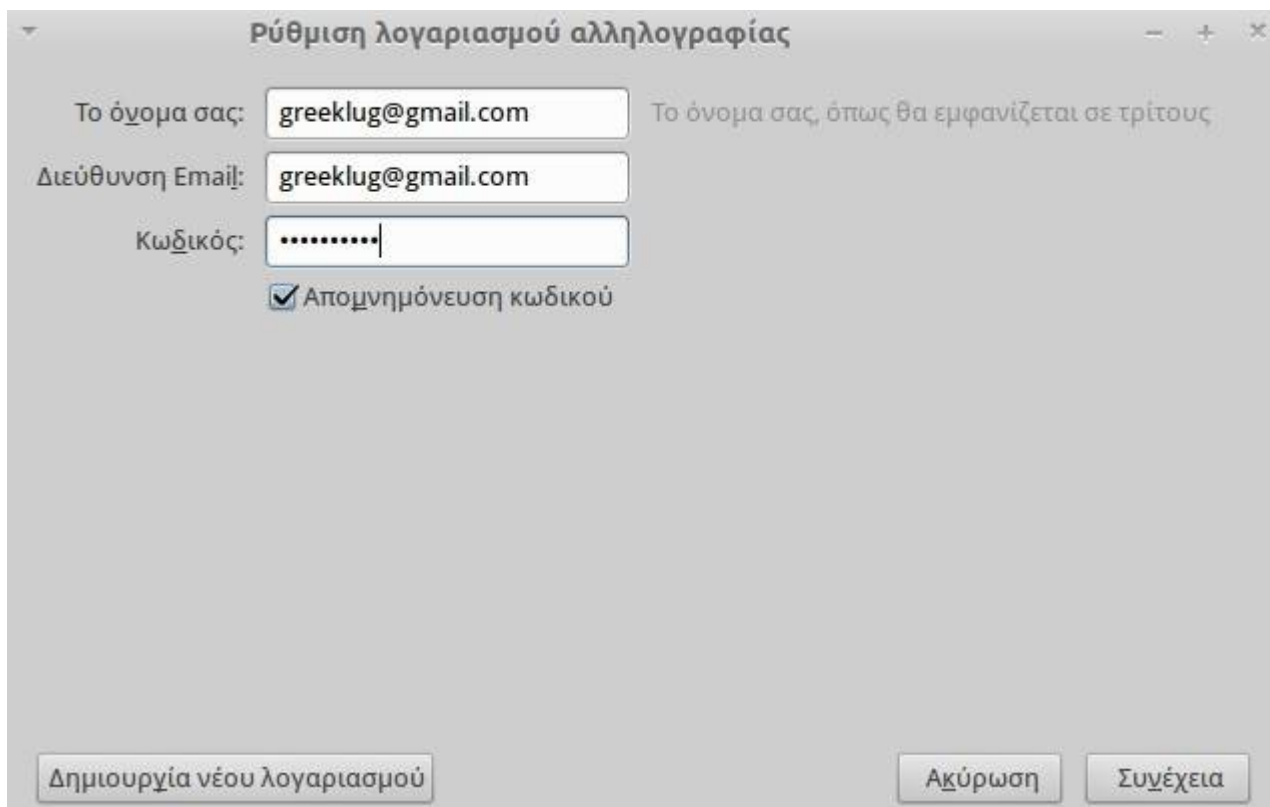 Ρύθμιση λογαριασμού αλληλογραφίας
Το όνομα σας: greeklug@gmail.com Το όνομα σας, όπως θα εμφανίζεται σε τρίτους
Διεύθυνση Email: greeklug@gmail.com
Κωδικός: ••••••••••
Απομνημόνευση κωδικού
Δημιουργία νέου λογαριασμού Ακύρωση Συνέχεια